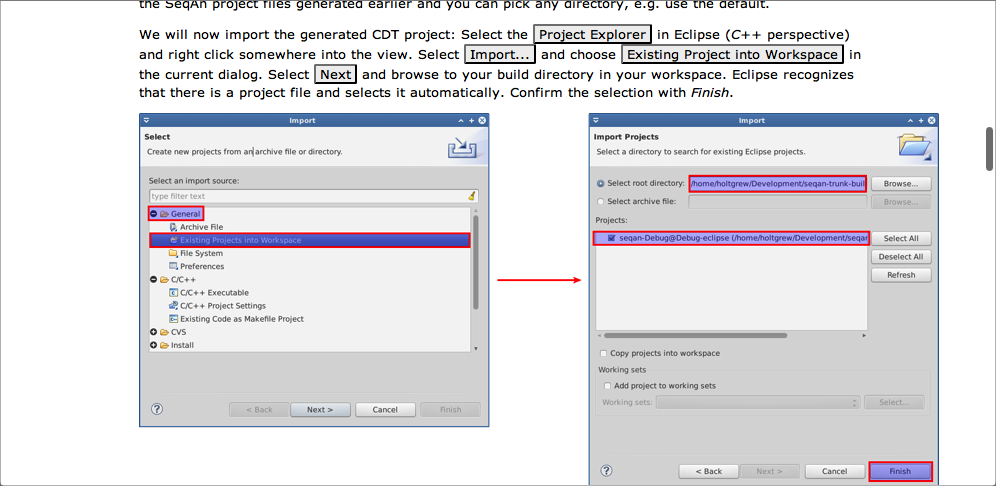 the SeqAn project files generated earlier and you can pick any directory, e.g. use the default.
We will now import the generated CDT project: Select the Project Explorer in Eclipse (C++ perspective)
and right click somewhere into the view. Select Import... and choose Existing Project into Workspace in
the current dialog. Select Next and browse to your build directory in your workspace. Eclipse recognizes
that there is a project file and selects it automatically. Confirm the selection with Finish.
Import
Select
Create new projects from an archive file or directory.
Select an import source:
type filter text
General
Archive File
Existing Projects into Workspace
File System
Preferences
C/C++
C/C++ Executable
C/C++ Project Settings
Existing Code as Makefile Project
CVS
Install
? < Back Next > Cancel Finish
Import
Import Projects
Select a directory to search for existing Eclipse projects.
Select root directory: /home/holtgrew/Development/seqan-trunk-buil Browse...
Select archive file: Browse...
Projects:
seqan-Debug@Debug-eclipse (/home/holtgrew/Development/seqan Select All
Deselect All
Refresh
Copy projects into workspace
Working sets
Add project to working sets
Working sets: Select...
? < Back Next > Cancel Finish